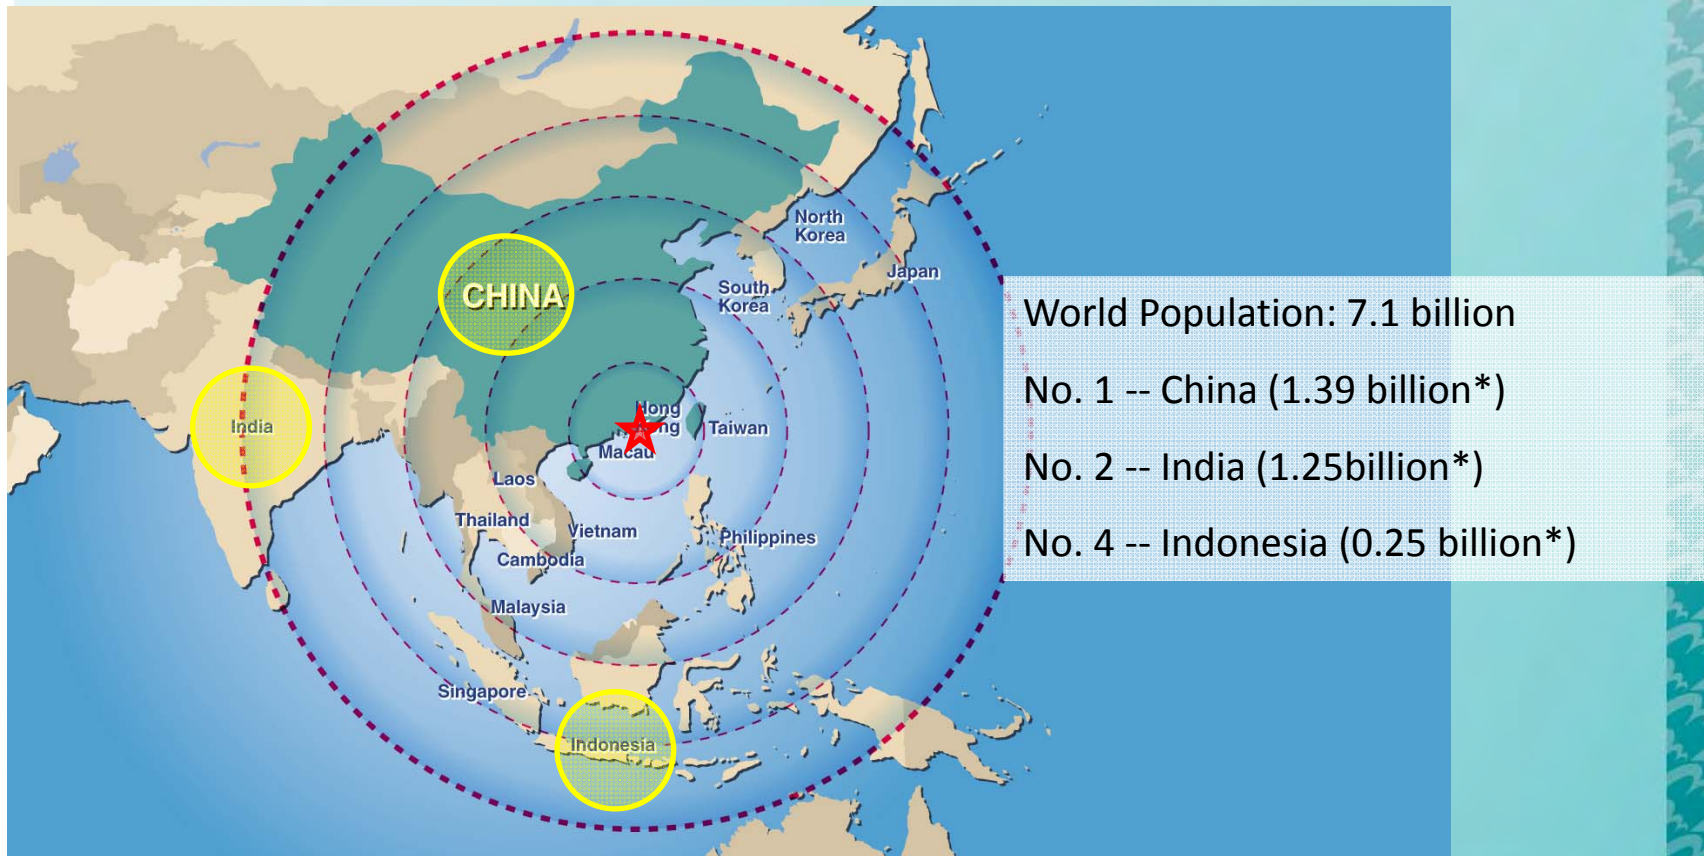 North
Korea
Japan
CHINA
South
Korea
World Population: 7.1 billion
No. 1 -- China (1.39 billion*)
India
Hong
Taiwan
Macau
No. 2 -- India (1.25billion*)
Laos
Thailand
Vietnam
Philippines
No. 4 -- Indonesia (0.25 billion*)
Cambodia
Malaysia
Singapore
Indonesia